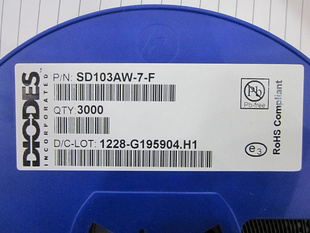 DIODES
INCORPORATED
P/N: SD103AW-7-F
QTY: 3000
D/C-LOT: 1228-G195904.H1
Pb
Pb-free
e3
RoHS Compliant